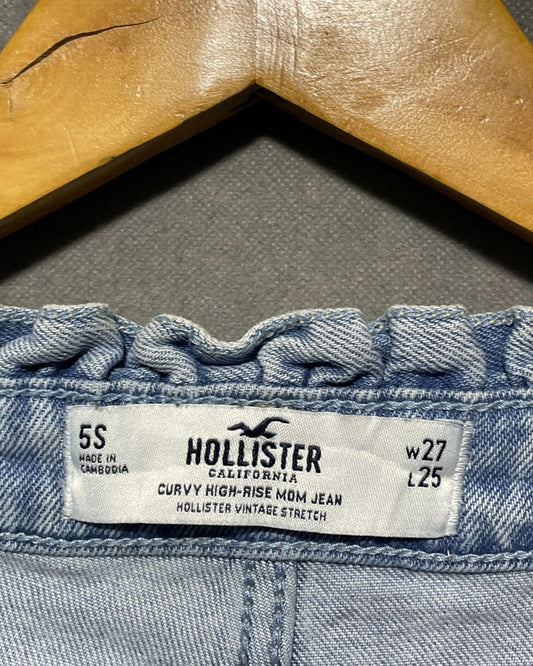 5S
MADE IN
CAMBODIA
HOLLISTER
CALIFORNIA
CURVY HIGH-RISE MOM JEAN
HOLLISTER VINTAGE STRETCH
W27
L25